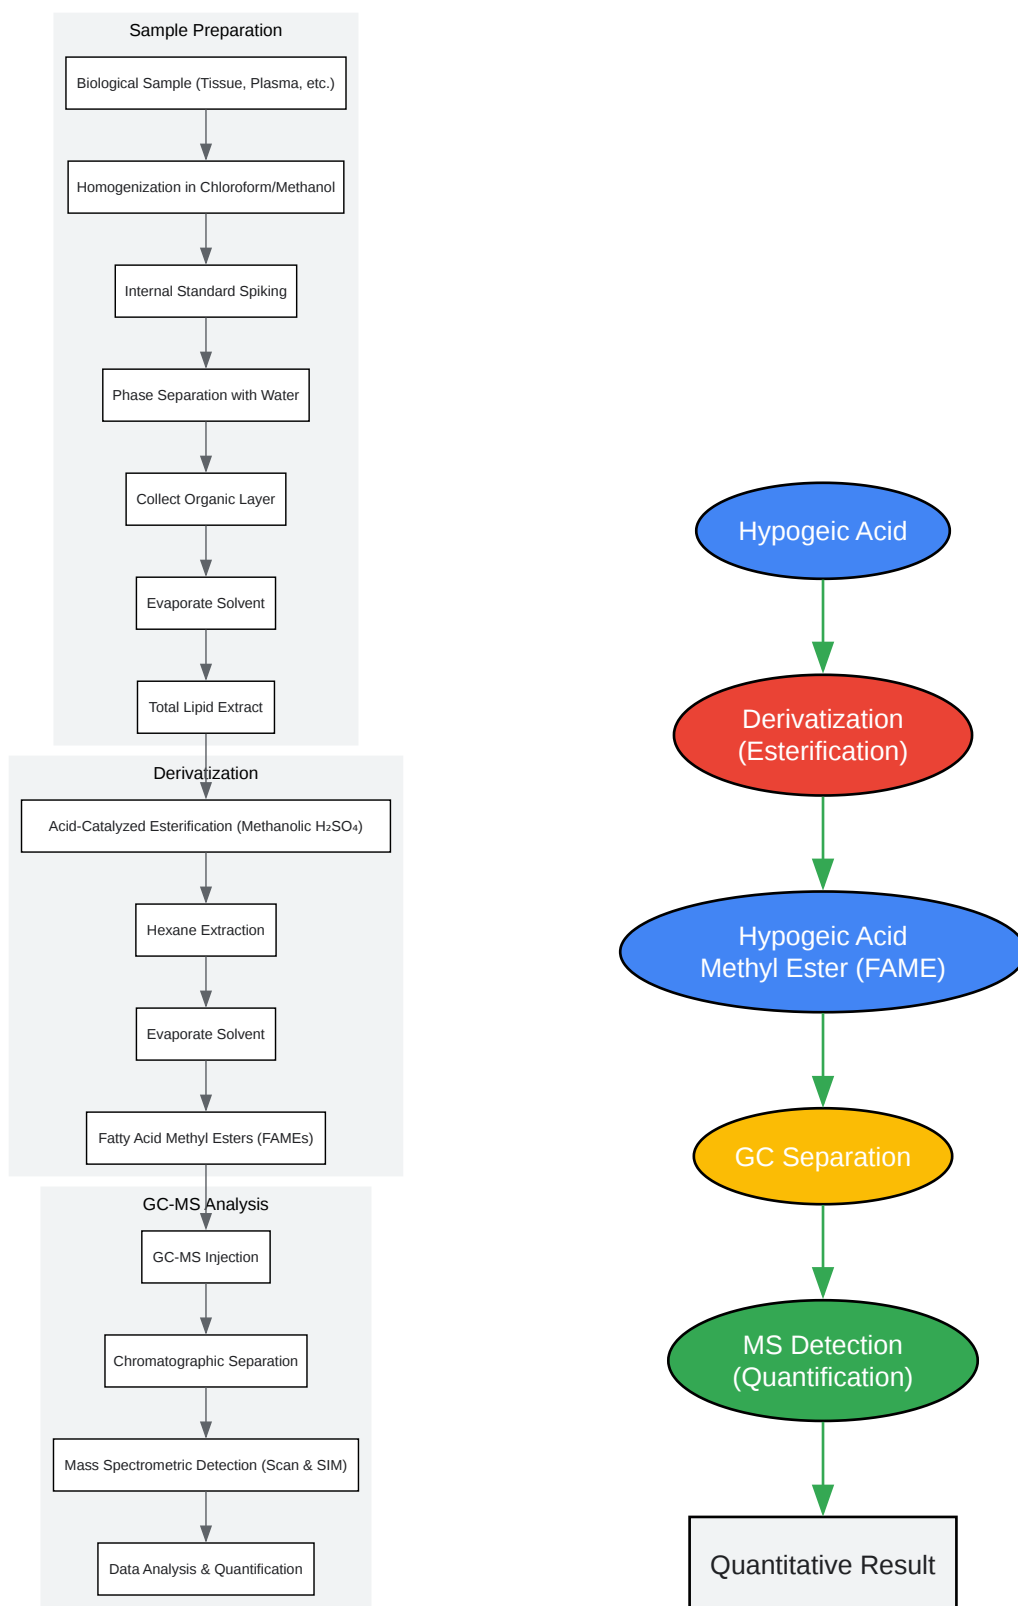 Sample Preparation
Biological Sample (Tissue, Plasma, etc.)
Homogenization in Chloroform/Methanol
Internal Standard Spiking
Phase Separation with Water
Collect Organic Layer
Evaporate Solvent
Total Lipid Extract
Derivatization
Acid-Catalyzed Esterification (Methanolic H₂SO₄)
Hexane Extraction
Evaporate Solvent
Fatty Acid Methyl Esters (FAMEs)
GC-MS Analysis
GC-MS Injection
Chromatographic Separation
Mass Spectrometric Detection (Scan & SIM)
Data Analysis & Quantification
Hypogeic Acid
Derivatization
(Esterification)
Hypogeic Acid
Methyl Ester (FAME)
GC Separation
MS Detection
(Quantification)
Quantitative Result